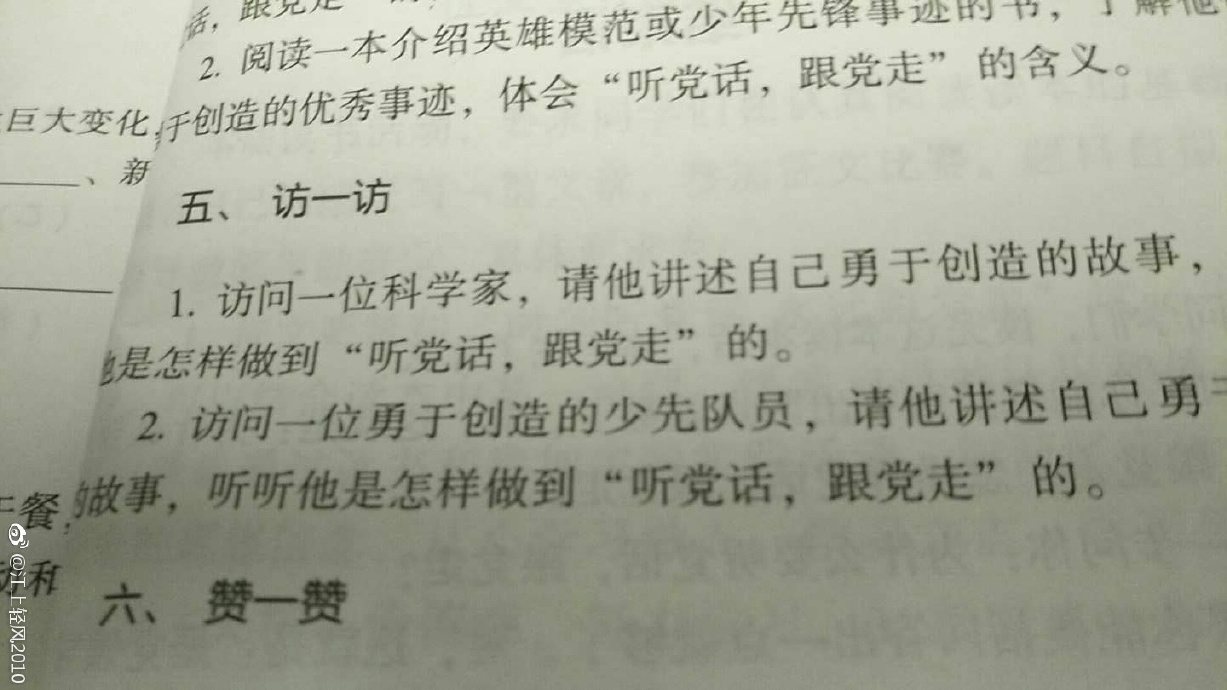 话，跟党走”的
2. 阅读一本介绍英雄模范或少年先锋事迹的书，了解他
于创造的优秀事迹，体会“听党话，跟党走”的含义。
巨大变化，
、新
五、 访一访
1. 访问一位科学家，请他讲述自己勇于创造的故事，
他是怎样做到“听党话，跟党走”的。
2. 访问一位勇于创造的少先队员，请他讲述自己勇于
的故事，听听他是怎样做到“听党话，跟党走”的。
午餐，
和
六、 赞一赞
@江上轻风2010